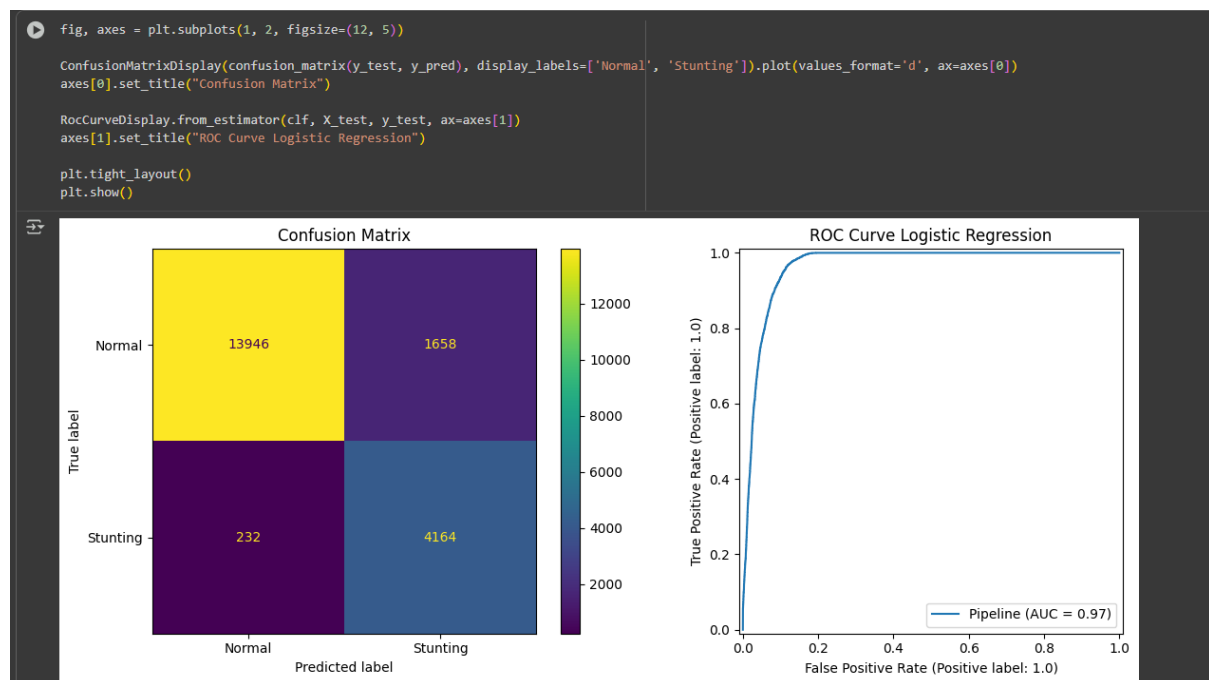 fig, axes = plt.subplots(1, 2, figsize=(12, 5))
ConfusionMatrixDisplay(confusion_matrix(y_test, y_pred), display_labels=['Normal', 'Stunting']).plot(values_format='d', ax=axes[0])
axes[0].set_title("Confusion Matrix")
RocCurveDisplay.from_estimator(clf, X_test, y_test, ax=axes[1])
axes[1].set_title("ROC Curve Logistic Regression")
plt.tight_layout()
plt.show()
Confusion Matrix
True label
Normal
Stunting
13946
1658
232
4164
Normal
Stunting
Predicted label
12000
10000
8000
6000
4000
2000
ROC Curve Logistic Regression
True Positive Rate (Positive label: 1.0)
1.0
0.8
0.6
0.4
0.2
0.0
Pipeline (AUC = 0.97)
0.0
0.2
0.4
0.6
0.8
1.0
False Positive Rate (Positive label: 1.0)